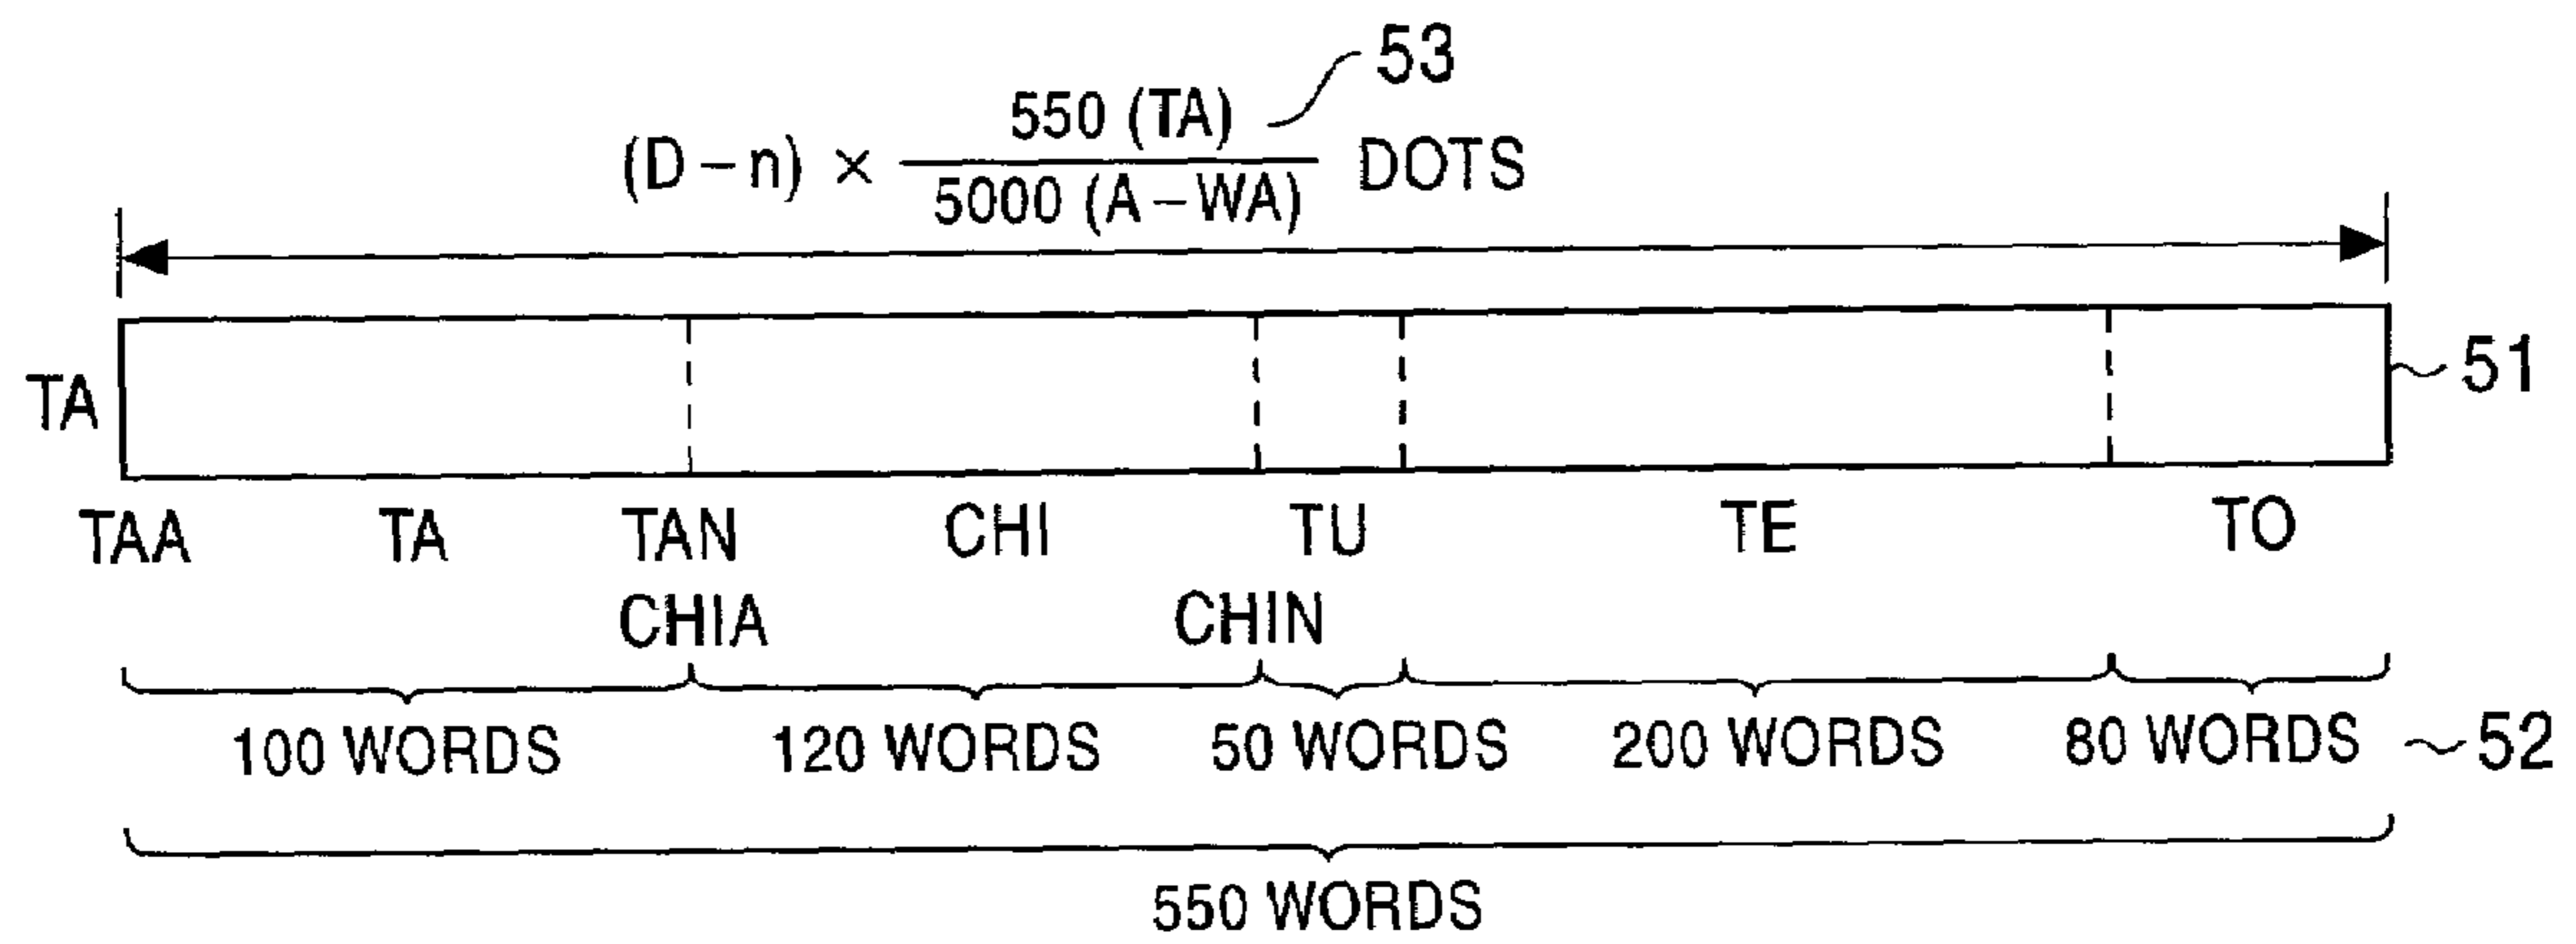 53
(D-n) × 550 (TA) / 5000 (A-WA) DOTS
TA
51
TAA TA TAN CHI TU TE TO
CHIA CHIN
100 WORDS 120 WORDS 50 WORDS 200 WORDS 80 WORDS 52
550 WORDS